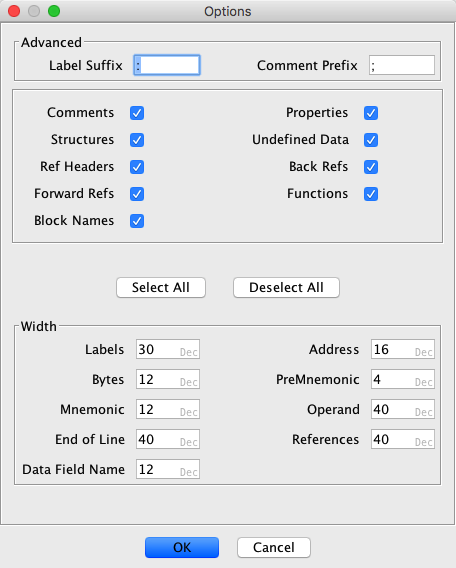 Options
Advanced
Label Suffix : Comment Prefix ;
Comments Properties
Structures Undefined Data
Ref Headers Back Refs
Forward Refs Functions
Block Names
Select All Deselect All
Width
Labels 30 Dec Address 16 Dec
Bytes 12 Dec PreMnemonic 4 Dec
Mnemonic 12 Dec Operand 40 Dec
End of Line 40 Dec References 40 Dec
Data Field Name 12 Dec
OK Cancel